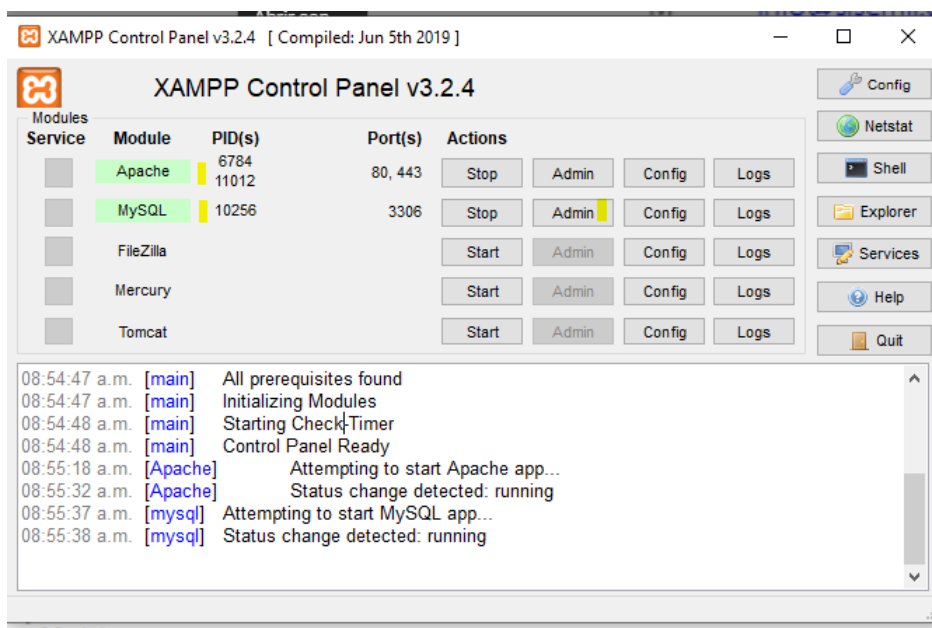 XAMPP Control Panel v3.2.4 [ Compiled: Jun 5th 2019 ]
XAMPP Control Panel v3.2.4
Config
Modules
Service Module PID(s) Port(s) Actions
Netstat
Apache 6784 11012 80, 443 Stop Admin Config Logs
Shell
MySQL 10256 3306 Stop Admin Config Logs
Explorer
FileZilla Start Admin Config Logs
Services
Mercury Start Admin Config Logs
Help
Tomcat Start Admin Config Logs
Quit
08:54:47 a.m. [main] All prerequisites found
08:54:47 a.m. [main] Initializing Modules
08:54:48 a.m. [main] Starting Check-Timer
08:54:48 a.m. [main] Control Panel Ready
08:55:18 a.m. [Apache] Attempting to start Apache app...
08:55:32 a.m. [Apache] Status change detected: running
08:55:37 a.m. [mysql] Attempting to start MySQL app...
08:55:38 a.m. [mysql] Status change detected: running